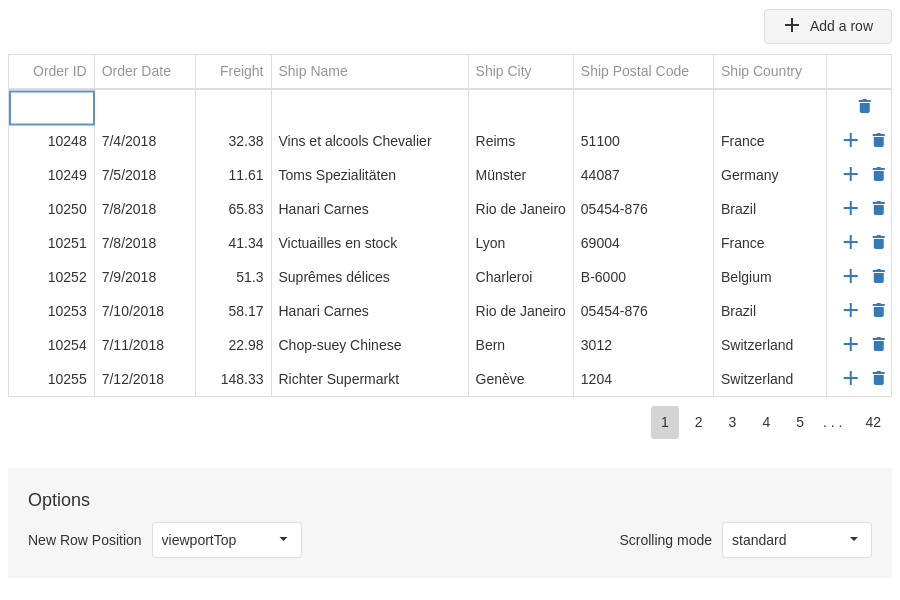 Add a row
Order ID Order Date Freight Ship Name Ship City Ship Postal Code Ship Country
10248 7/4/2018 32.38 Vins et alcools Chevalier Reims 51100 France
10249 7/5/2018 11.61 Toms Spezialitäten Münster 44087 Germany
10250 7/8/2018 65.83 Hanari Carnes Rio de Janeiro 05454-876 Brazil
10251 7/8/2018 41.34 Victuailles en stock Lyon 69004 France
10252 7/9/2018 51.3 Suprêmes délices Charleroi B-6000 Belgium
10253 7/10/2018 58.17 Hanari Carnes Rio de Janeiro 05454-876 Brazil
10254 7/11/2018 22.98 Chop-suey Chinese Bern 3012 Switzerland
10255 7/12/2018 148.33 Richter Supermarkt Genève 1204 Switzerland
1 2 3 4 5 . . . 42
Options
New Row Position viewportTop Scrolling mode standard